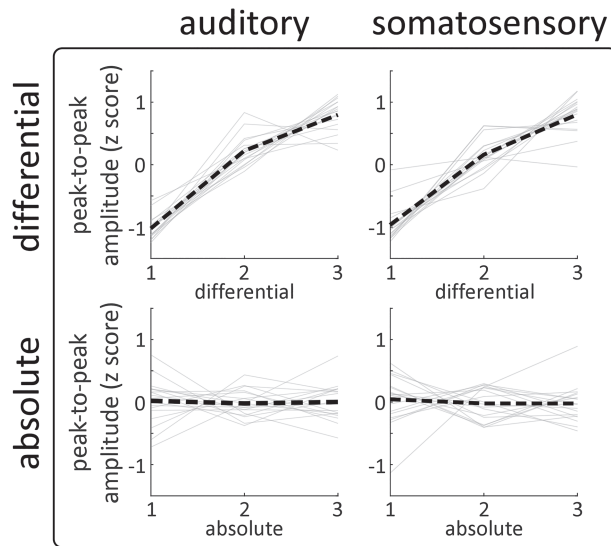 auditory somatosensory
differential
peak-to-peak
amplitude (z score)
1
0
-1
1 2 3
differential
1
0
-1
1 2 3
differential
absolute
peak-to-peak
amplitude (z score)
1
0
-1
1 2 3
absolute
1
0
-1
1 2 3
absolute